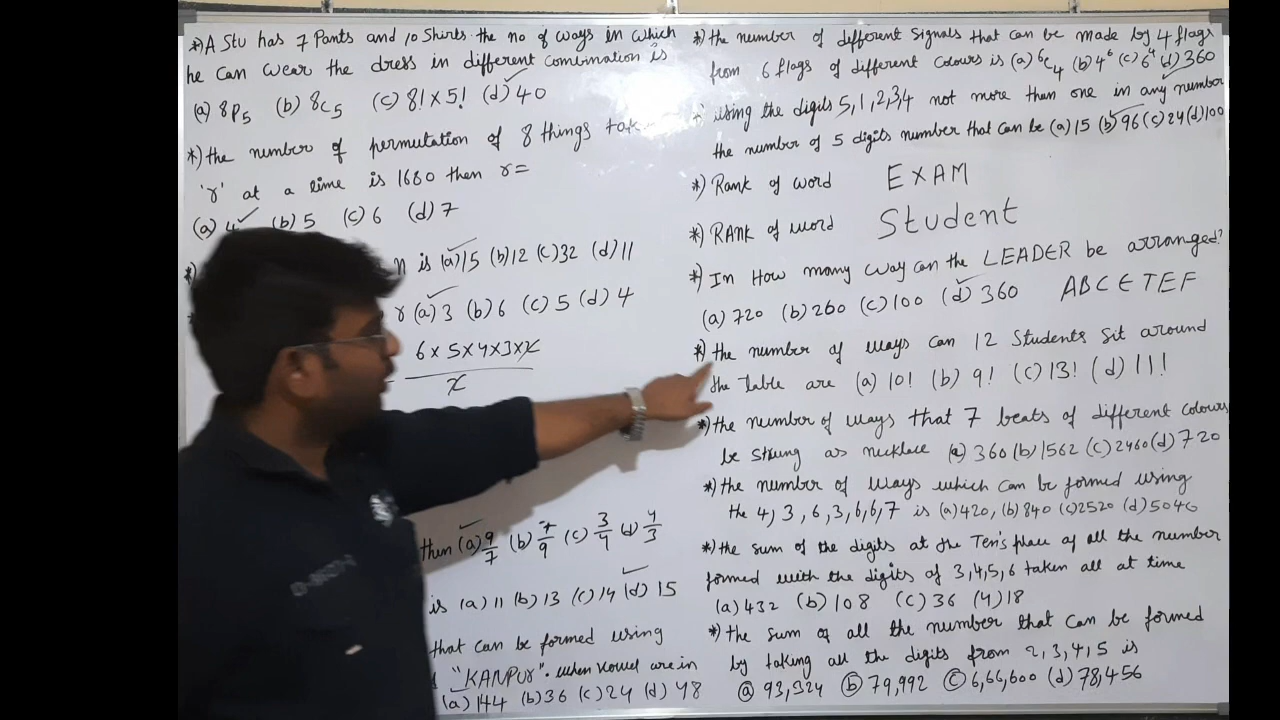 *) A Stu has 7 Pants and 10 Shirts the no of ways in which
he can wear the dress in different combination is
(a) 8P5 (b) 8C5 (c) 8! x 5! (d) 40
*) the number of permutation of 8 things
'r' at a time is 1680 then r=
(a) 4 (b) 5 (c) 6 (d) 7
n is (a) 15 (b) 12 (c) 32 (d) 11
r (a) 3 (b) 6 (c) 5 (d) 4
6 x 5 x 4 x 3 x x
x
then (a) 9/7 (b) 7/9 (c) 3/4 (d) 4/3
is (a) 11 (b) 13 (c) 14 (d) 15
that can be formed using
"KANPUr". when vowel are in
(a) 144 (b) 36 (c) 24 (d) 48
*) the number of different Signals that can be made by 4 flags
from 6 flags of different colours is (a) 6C4 (b) 4^6 (c) 6^4 (d) 360
*) using the digits 5,1,2,3,4 not more then one in any number
the number of 5 digits number that can be (a) 15 (b) 96 (c) 24 (d) 100
*) Rank of word EXAM
*) RANK of word Student
*) In How many way can the LEADER be arranged?
(a) 720 (b) 260 (c) 100 (d) 360 ABCETEF
*) the number of ways can 12 Students Sit around
the table are (a) 10! (b) 9! (c) 13! (d) 11!
*) the number of ways that 7 beats of different colours
be Strung as necklace (a) 360 (b) 1562 (c) 2460 (d) 720
*) the number of ways which can be formed using
the 4, 3, 6, 3, 6, 6, 7 is (a) 420, (b) 840 (c) 2520 (d) 5040
*) the sum of the digits at the Ten's place of all the number
formed with the digits of 3,4,5,6 taken all at time
(a) 432 (b) 108 (c) 36 (4) 18
*) the sum of all the number that can be formed
by taking all the digits from 2,3,4,5 is
(a) 93,324 (b) 79,992 (c) 6,66,600 (d) 78,456